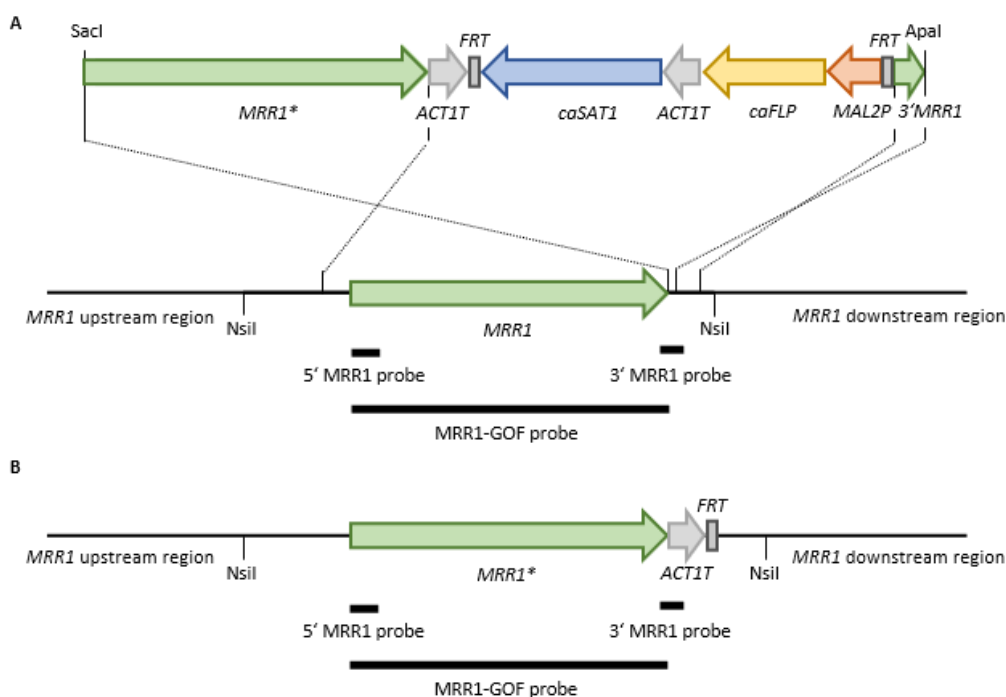 A
SacI
FRT
FRT
ApaI
MRR1*
ACT1T
caSAT1
ACT1T
caFLP
MAL2P
3‘MRR1
MRR1 upstream region
NsiI
MRR1
NsiI
MRR1 downstream region
5‘ MRR1 probe
3‘ MRR1 probe
MRR1-GOF probe
B
FRT
MRR1 upstream region
NsiI
MRR1*
ACT1T
NsiI
MRR1 downstream region
5‘ MRR1 probe
3‘ MRR1 probe
MRR1-GOF probe